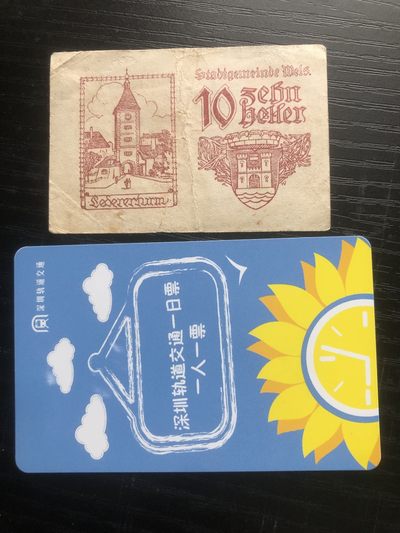 Stadtgemeinde Wels.
10 zehn
heller
Ledererturm
深圳轨道交通
深圳轨道交通一日票
一人一票